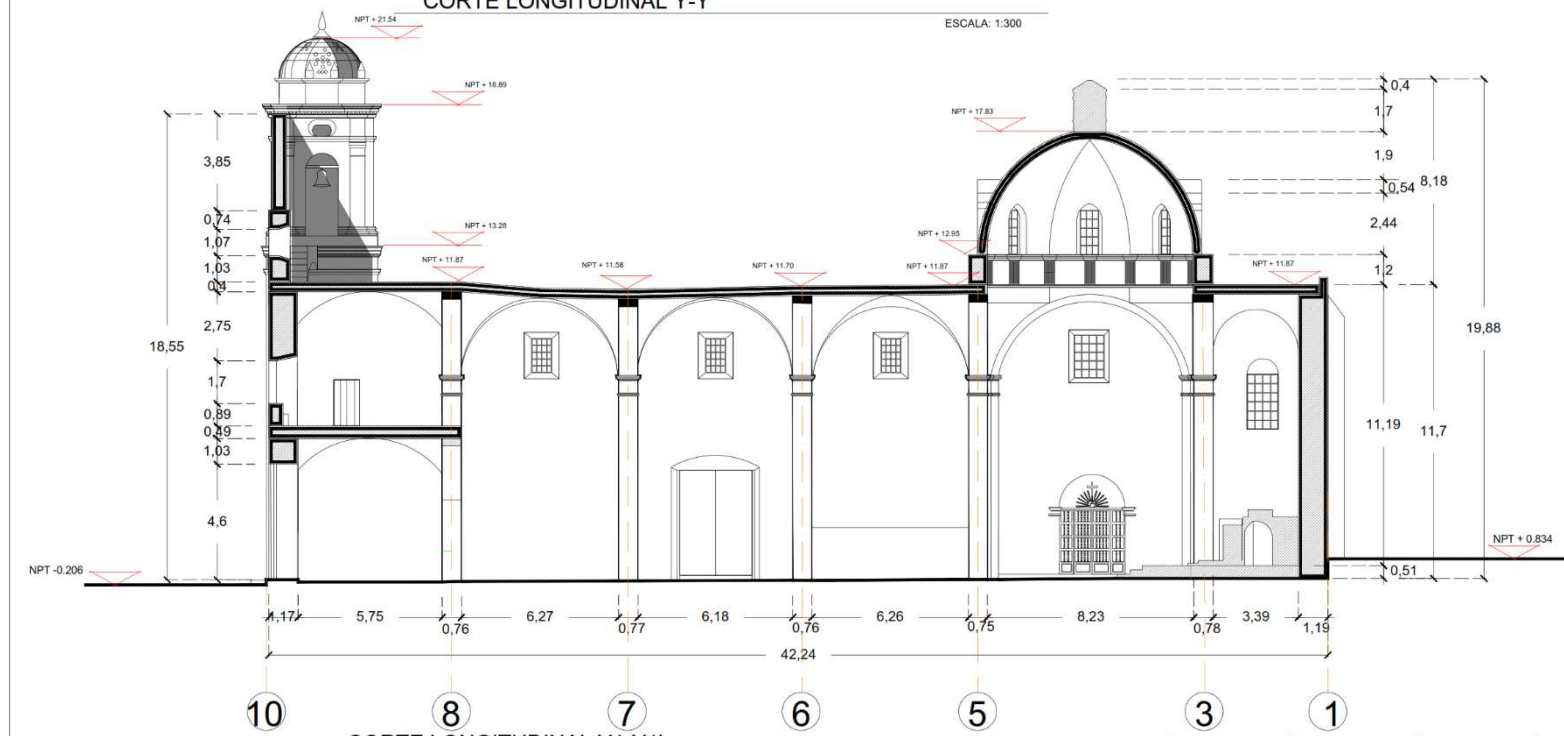 CORTE LONGITUDINAL Y-Y
ESCALA: 1:300
NPT + 21.54
NPT + 18.89
NPT + 17.83
NPT + 13.28
NPT + 12.95
NPT + 11.87
NPT + 11.58
NPT + 11.70
NPT + 11.87
NPT + 11.87
NPT -0.206
NPT + 0.834
18,55
3,85
0,74
1,07
1,03
0,4
2,75
1,7
0,89
0,49
1,03
4,6
0,4
1,7
1,9
0,54
2,44
1,2
11,19
0,51
8,18
11,7
19,88
1,17
5,75
0,76
6,27
0,77
6,18
0,76
6,26
0,75
8,23
0,78
3,39
1,19
42,24
10
8
7
6
5
3
1
CORTE LONGITUDINAL